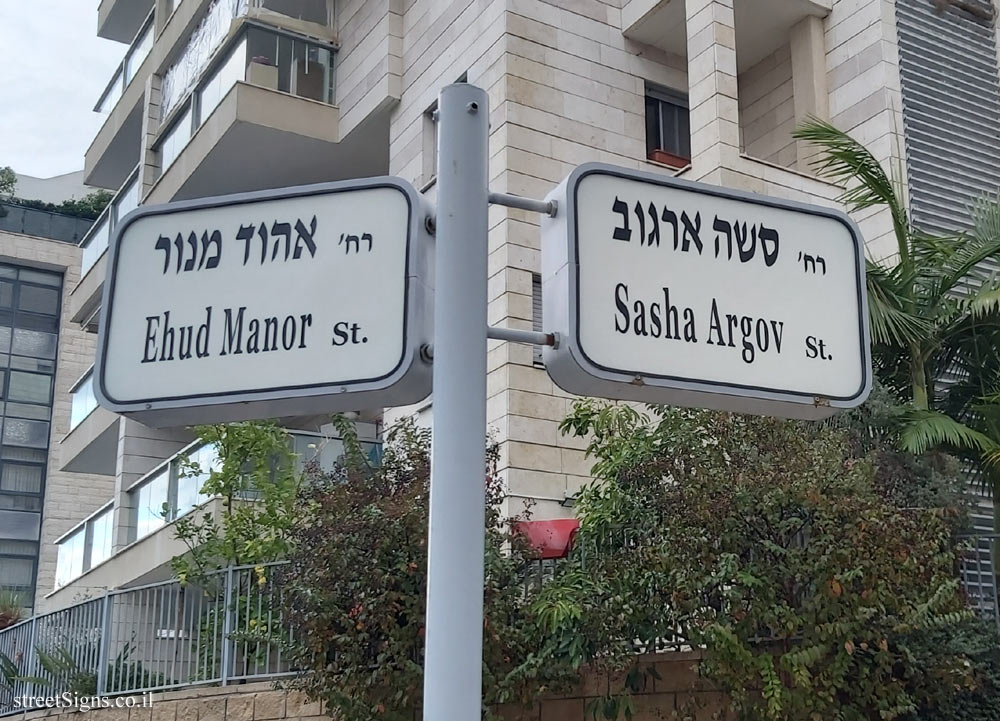 רח' אהוד מנור
Ehud Manor St.
רח' סשה ארגוב
Sasha Argov St.
streetSigns.co.il